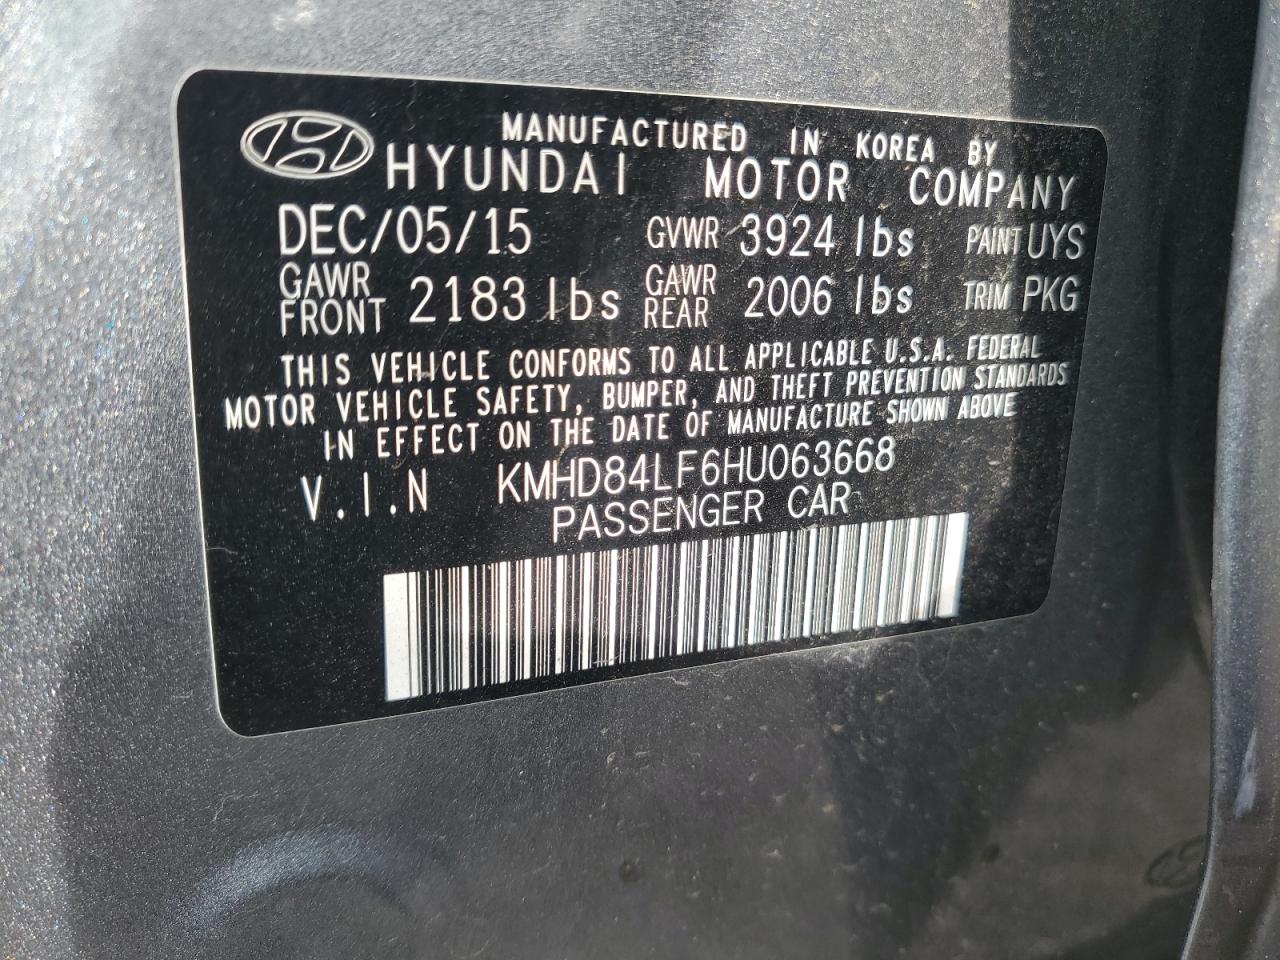 MANUFACTURED IN KOREA BY
HYUNDAI MOTOR COMPANY
DEC/05/15 GVWR 3924 lbs PAINT UYS
GAWR FRONT 2183 lbs GAWR REAR 2006 lbs TRIM PKG
THIS VEHICLE CONFORMS TO ALL APPLICABLE U.S.A. FEDERAL
MOTOR VEHICLE SAFETY, BUMPER, AND THEFT PREVENTION STANDARDS
IN EFFECT ON THE DATE OF MANUFACTURE SHOWN ABOVE
V.I.N KMHD84LF6HU063668
PASSENGER CAR